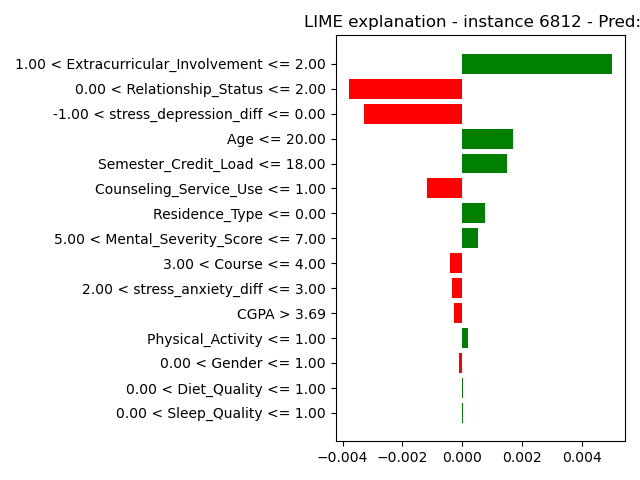 LIME explanation - instance 6812 - Pred:
1.00 < Extracurricular_Involvement <= 2.00
0.00 < Relationship_Status <= 2.00
-1.00 < stress_depression_diff <= 0.00
Age <= 20.00
Semester_Credit_Load <= 18.00
Counseling_Service_Use <= 1.00
Residence_Type <= 0.00
5.00 < Mental_Severity_Score <= 7.00
3.00 < Course <= 4.00
2.00 < stress_anxiety_diff <= 3.00
CGPA > 3.69
Physical_Activity <= 1.00
0.00 < Gender <= 1.00
0.00 < Diet_Quality <= 1.00
0.00 < Sleep_Quality <= 1.00
−0.004 −0.002 0.000 0.002 0.004